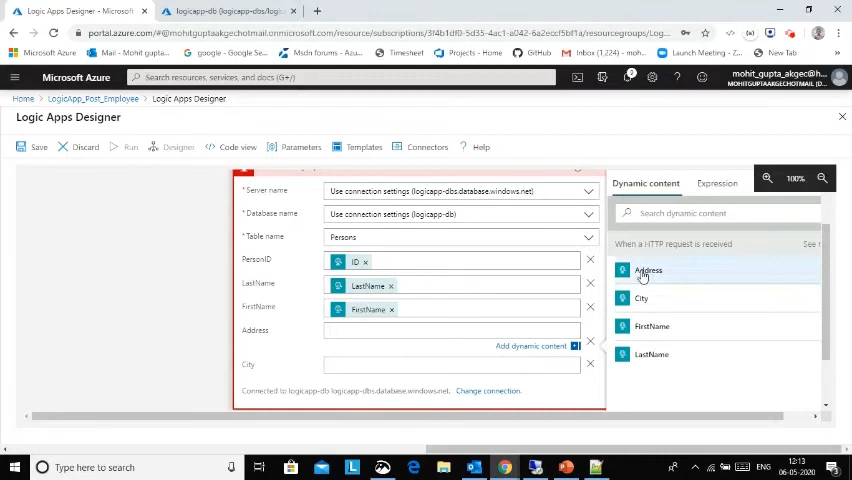 Logic Apps Designer - Microsoft
logicapp-db (logicapp-dbs/logic
portal.azure.com/#@mohitguptaakgechotmail.onmicrosoft.com/resource/subscriptions/3f4b1df0-5d35-4ac1-a042-6a2eccf5bf1a/resourcegroups/Log...
Apps
Mail - Mohit gupta...
google - Google Se...
Msdn forums - Az...
Timesheet
Projects - Home
GitHub
Inbox (1,224) - moh...
Launch Meeting - Z...
New Tab
Microsoft Azure
Search resources, services, and docs (G+/)
mohit_gupta_akgec@h...
MOHITGUPTAAKGECHOTMAIL (D...
Home > LogicApp_Post_Employee > Logic Apps Designer
Logic Apps Designer
Save
Discard
Run
Designer
Code view
Parameters
Templates
Connectors
Help
100%
* Server name
Use connection settings (logicapp-dbs.database.windows.net)
* Database name
Use connection settings (logicapp-db)
* Table name
Persons
PersonID
ID
LastName
LastName
FirstName
FirstName
Address
Add dynamic content
City
Connected to logicapp-db logicapp-dbs.database.windows.net. Change connection.
Dynamic content
Expression
Search dynamic content
When a HTTP request is received
See
Address
City
FirstName
LastName
Type here to search
ENG
12:13
06-05-2020